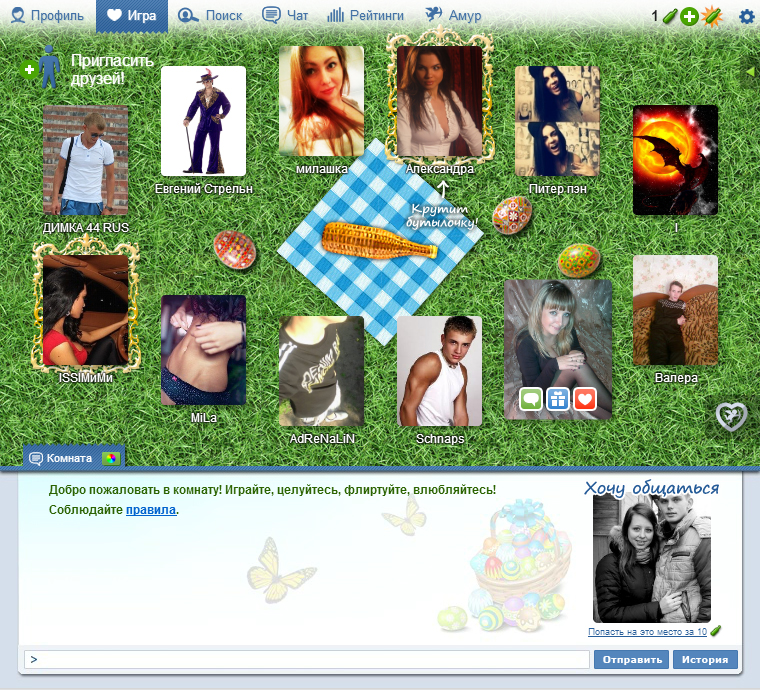 Профиль
Игра
Поиск
Чат
Рейтинги
Амур
1
Пригласить
друзей!
милашка
Александра
Евгений Стрельн
Питер.пэн
Крутит
бутылочку!
ДИМКА 44 RUS
I
ISSIMиМи
Валера
MiLa
AdReNaLiN
Schnaps
Комната
Добро пожаловать в комнату! Играйте, целуйтесь, флиртуйте, влюбляйтесь!
Соблюдайте правила.
Хочу общаться
Попасть на это место за 10
>
Отправить
История